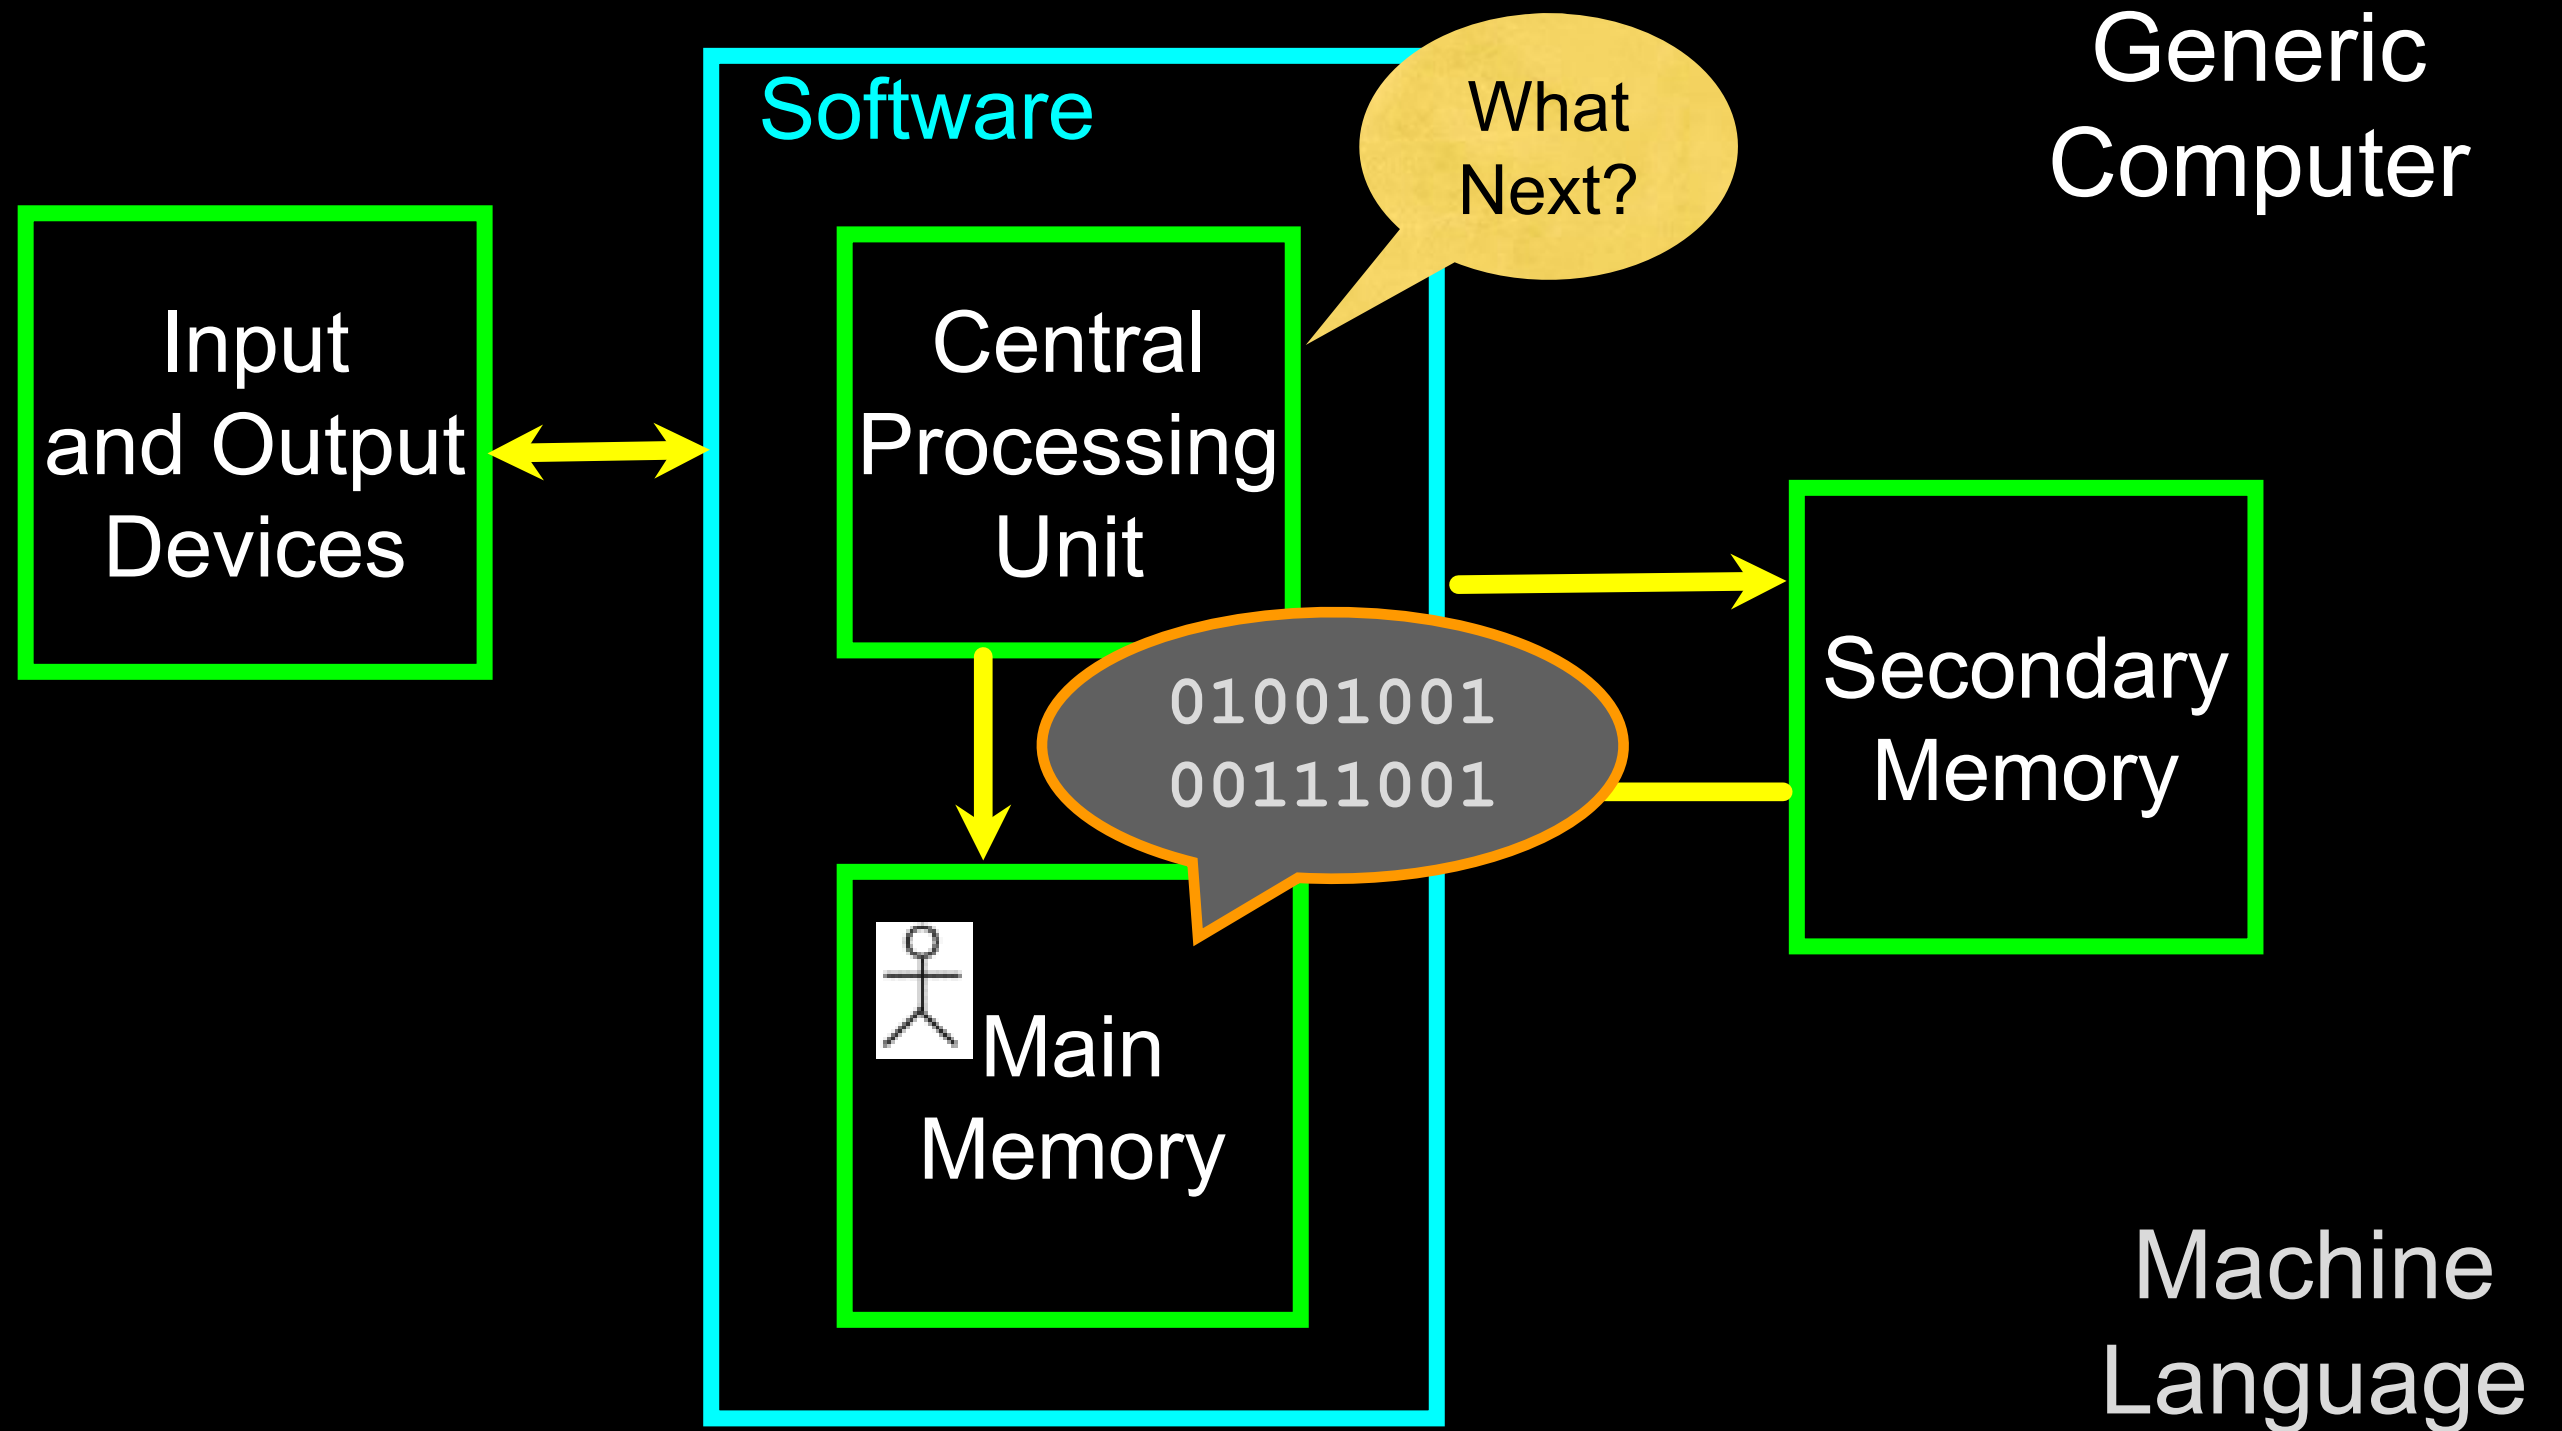 Generic
Computer
Software
What
Next?
Input
and Output
Devices
Central
Processing
Unit
Secondary
Memory
01001001
00111001
Main
Memory
Machine
Language